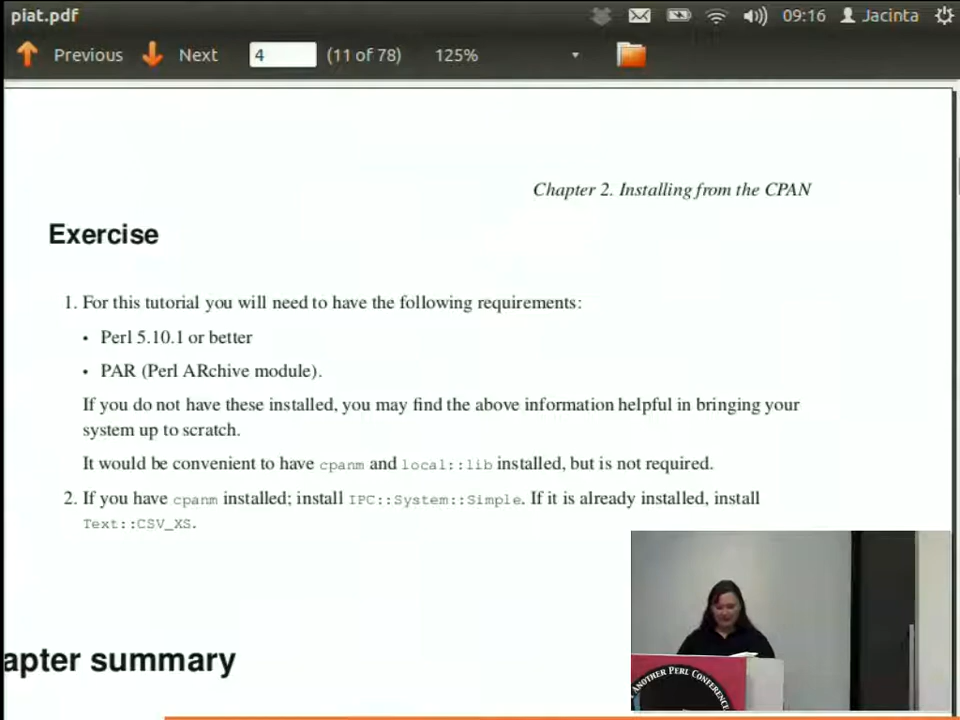 piat.pdf
09:16 Jacinta
Previous Next 4 (11 of 78) 125%
Chapter 2. Installing from the CPAN
Exercise
1. For this tutorial you will need to have the following requirements:
• Perl 5.10.1 or better
• PAR (Perl ARchive module).
If you do not have these installed, you may find the above information helpful in bringing your
system up to scratch.
It would be convenient to have cpanm and local::lib installed, but is not required.
2. If you have cpanm installed; install IPC::System::Simple. If it is already installed, install
Text::CSV_XS.
apter summary
ANOTHER PERL CONFERENCE